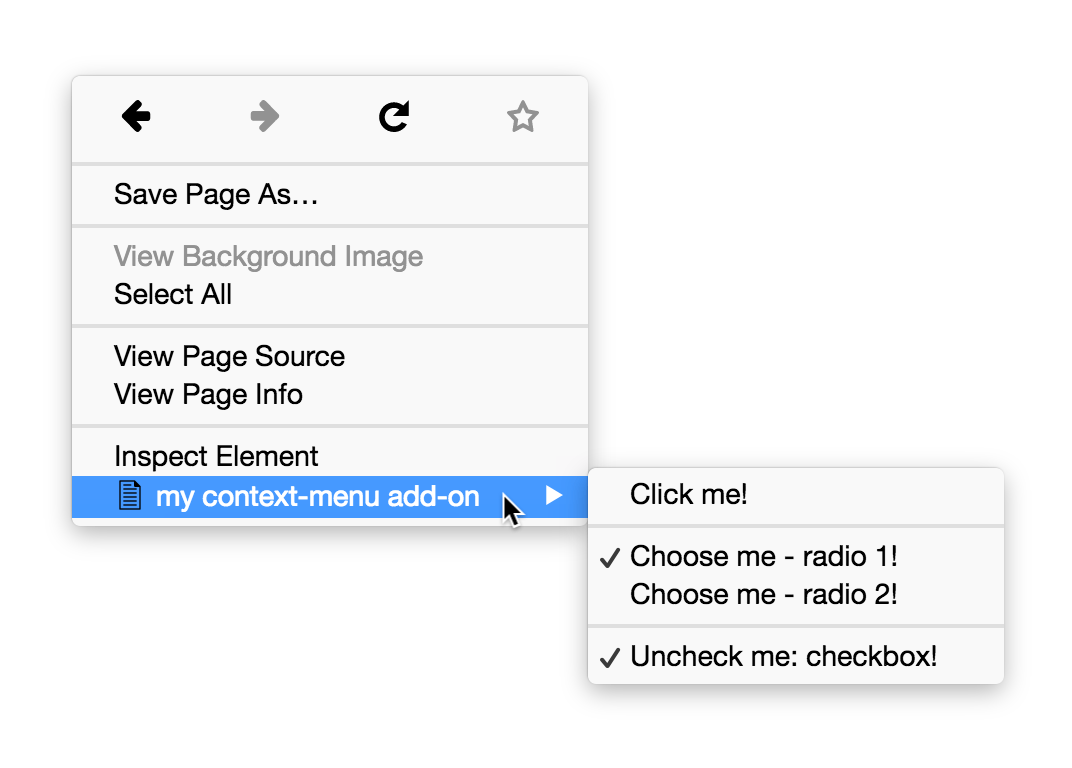 Save Page As…
View Background Image
Select All
View Page Source
View Page Info
Inspect Element
my context-menu add-on
Click me!
Choose me - radio 1!
Choose me - radio 2!
Uncheck me: checkbox!